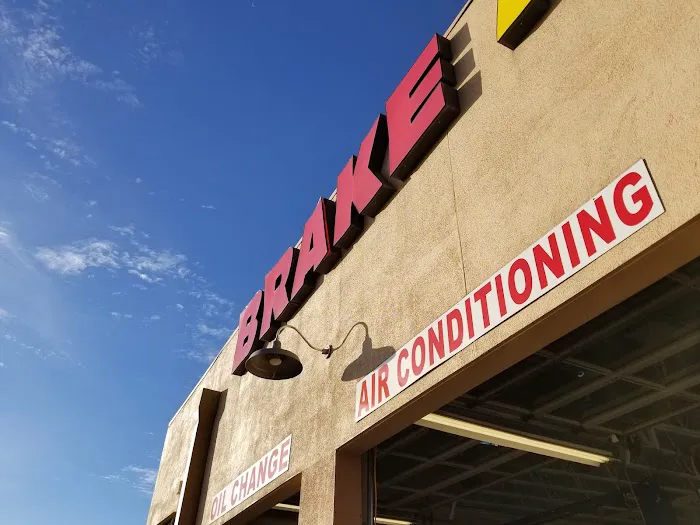 BRAKE
AIR CONDITIONING
OIL CHANGE